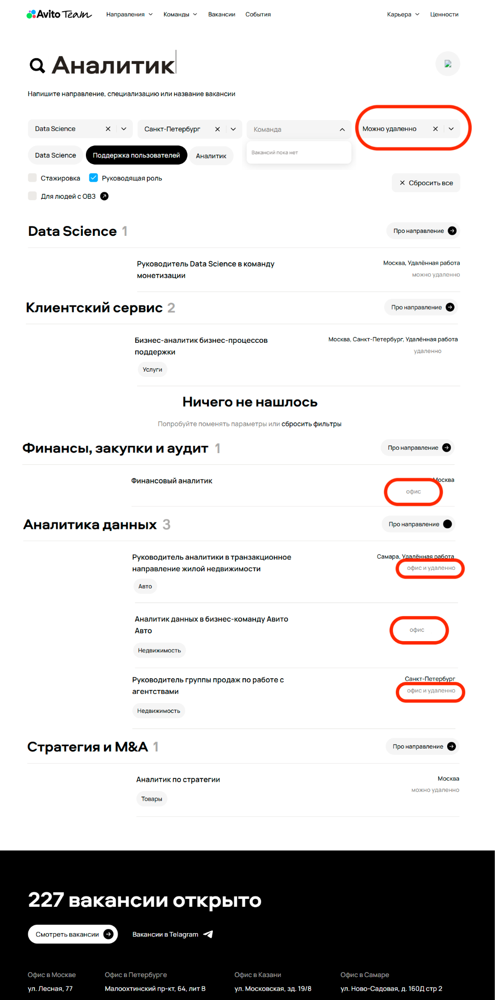 Avito Team Направления Команды Вакансии События Карьера Ценности
Аналитик
Напишите направление, специализацию или название вакансии
Data Science Санкт-Петербург Команда Можно удаленно
Вакансий пока нет
Data Science Поддержка пользователей Аналитик
Стажировка Руководящая роль
Сбросить все
Для людей с ОВЗ
Data Science 1 Про направление
Руководитель Data Science в команду
монетизации
Москва, Удалённая работа
можно удаленно
Клиентский сервис 2 Про направление
Бизнес-аналитик бизнес-процессов
поддержки
Москва, Санкт-Петербург, Удалённая работа
удаленно
Услуги
Ничего не нашлось
Попробуйте поменять параметры или сбросить фильтры
Финансы, закупки и аудит 1 Про направление
Финансовый аналитик
Москва
офис
Аналитика данных 3 Про направление
Руководитель аналитики в транзакционное
направление жилой недвижимости
Самара, Удалённая работа
офис и удаленно
Авто
Аналитик данных в бизнес-команду Авито
Авто
офис
Недвижимость
Руководитель группы продаж по работе с
агентствами
Санкт-Петербург
офис и удаленно
Недвижимость
Стратегия и M&A 1 Про направление
Аналитик по стратегии
Москва
можно удаленно
Товары
227 вакансии открыто
Смотреть вакансии Вакансии в Telagram
Офис в Москве Офис в Петербурге Офис в Казани Офис в Самаре
ул. Лесная, 77 Малоохтинский пр-кт, 64, лит В ул. Московская, зд. 19/8 ул. Ново-Садовая, д. 160Д стр 2